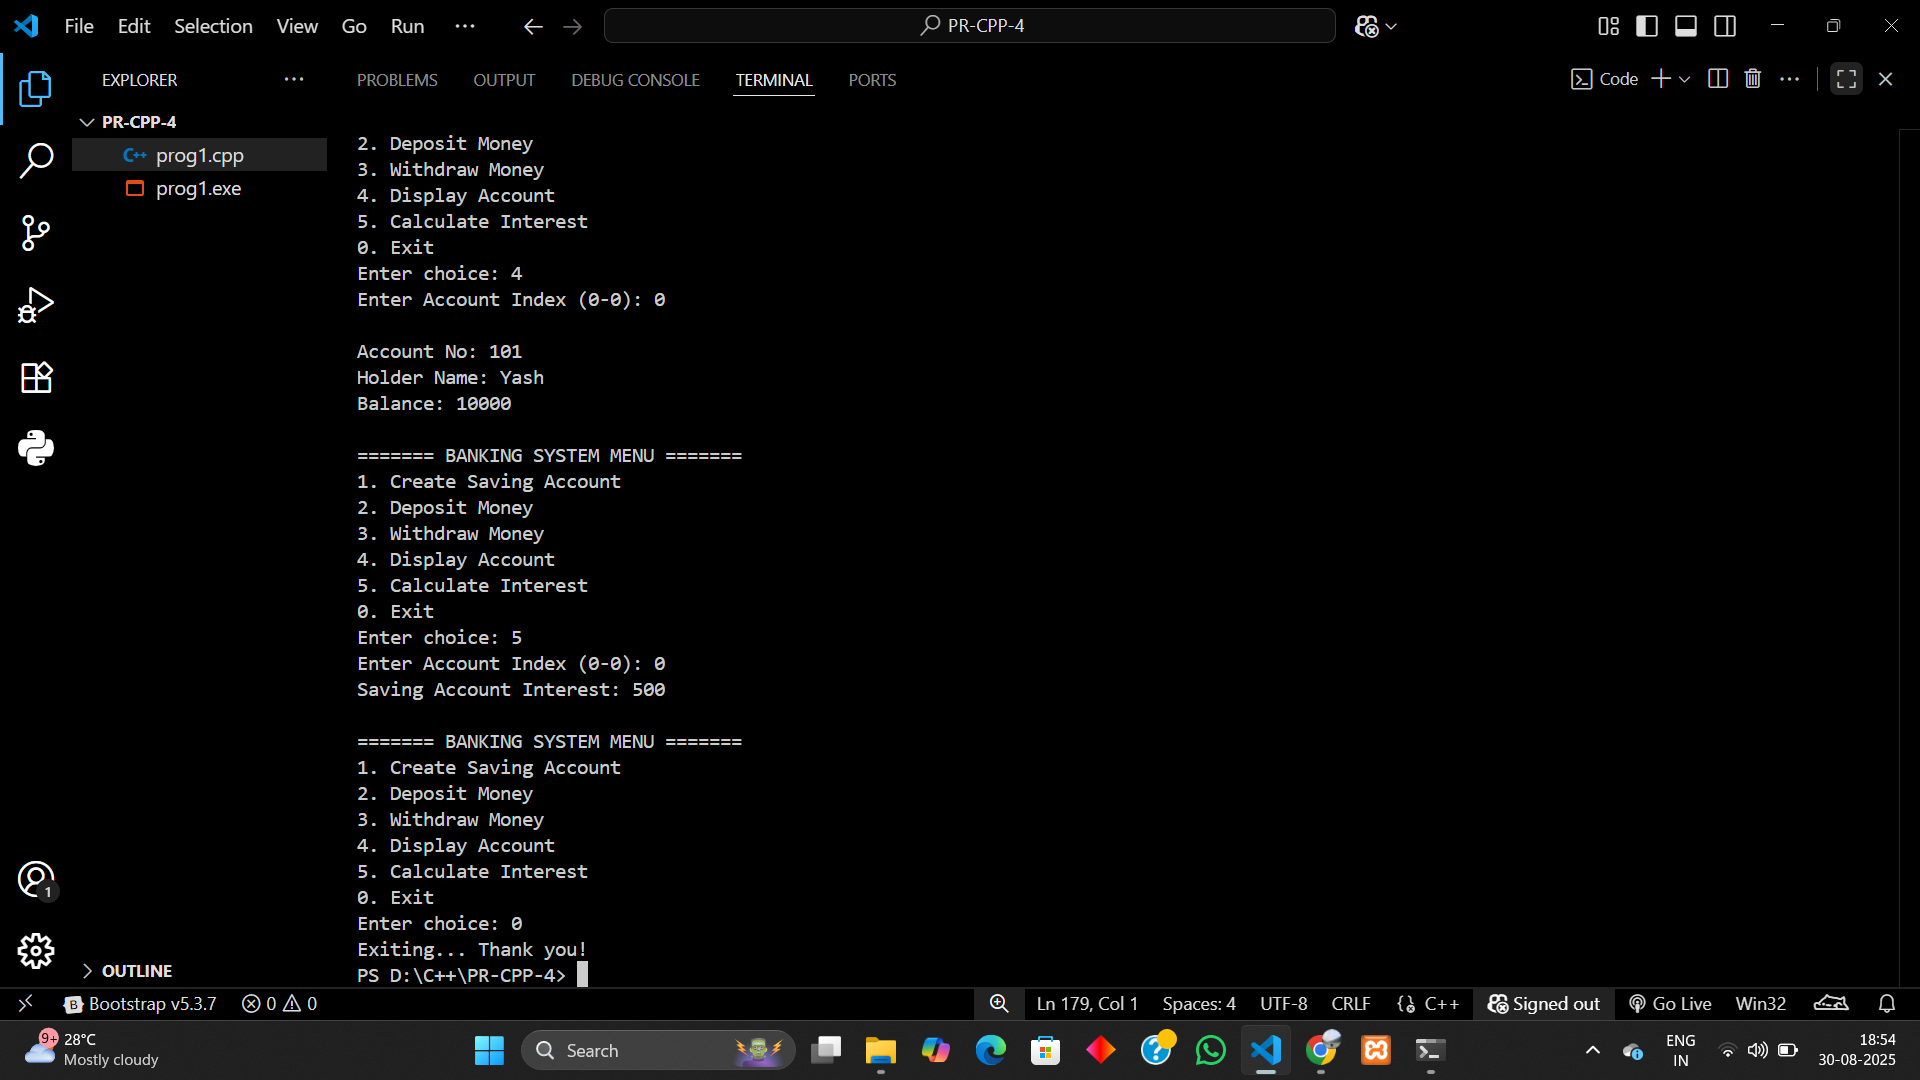 File Edit Selection View Go Run ··· PR-CPP-4
EXPLORER ···
PROBLEMS OUTPUT DEBUG CONSOLE TERMINAL PORTS
Code
PR-CPP-4
C++ prog1.cpp
prog1.exe
2. Deposit Money
3. Withdraw Money
4. Display Account
5. Calculate Interest
0. Exit
Enter choice: 4
Enter Account Index (0-0): 0
Account No: 101
Holder Name: Yash
Balance: 10000
======= BANKING SYSTEM MENU =======
1. Create Saving Account
2. Deposit Money
3. Withdraw Money
4. Display Account
5. Calculate Interest
0. Exit
Enter choice: 5
Enter Account Index (0-0): 0
Saving Account Interest: 500
======= BANKING SYSTEM MENU =======
1. Create Saving Account
2. Deposit Money
3. Withdraw Money
4. Display Account
5. Calculate Interest
0. Exit
Enter choice: 0
Exiting... Thank you!
PS D:\C++\PR-CPP-4>
1
OUTLINE
B Bootstrap v5.3.7 0 0 Ln 179, Col 1 Spaces: 4 UTF-8 CRLF C++ Signed out Go Live Win32
9+ 28°C
Mostly cloudy
Search
ENG
IN
18:54
30-08-2025